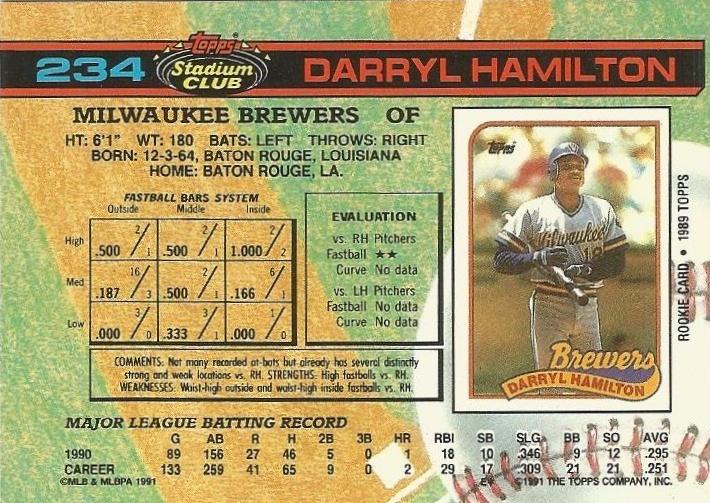 234 Topps Stadium CLUB DARRYL HAMILTON
MILWAUKEE BREWERS OF
HT: 6'1" WT: 180 BATS: LEFT THROWS: RIGHT
BORN: 12-3-64, BATON ROUGE, LOUISIANA
HOME: BATON ROUGE, LA.
FASTBALL BARS SYSTEM
Outside Middle Inside
High .500 2/1 .500 2/1 1.000 2/2
Med .187 16/3 .500 2/1 .166 6/1
Low .000 3/0 .333 3/1 .000 1/0
EVALUATION
vs. RH Pitchers
Fastball ★★
Curve No data
vs. LH Pitchers
Fastball No data
Curve No data
COMMENTS: Not many recorded at-bats but already has several distinctly
strong and weak locations vs. RH. STRENGTHS: High fastballs vs. RH.
WEAKNESSES: Waist-high outside and waist-high inside fastballs vs. RH.
Topps
Milwaukee
18
Brewers
DARRYL HAMILTON
ROOKIE CARD • 1989 TOPPS
MAJOR LEAGUE BATTING RECORD
G AB R H 2B 3B HR RBI SB SLG BB SO AVG
1990 89 156 27 46 5 0 1 18 10 .346 9 12 .295
CAREER 133 259 41 65 9 0 2 29 17 .309 21 21 .251
©MLB & MLBPA 1991 E* ©1991 THE TOPPS COMPANY, INC.